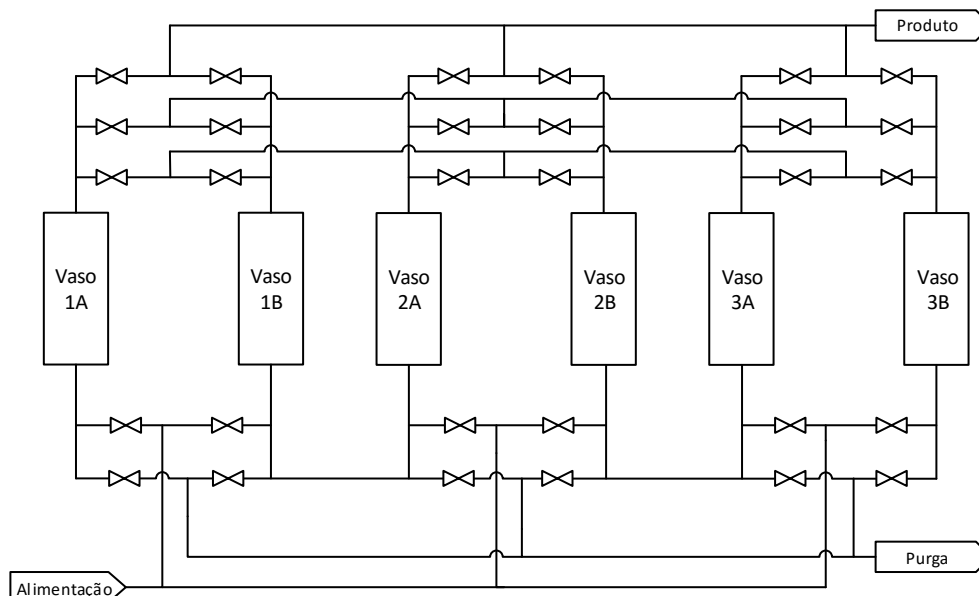 Produto
Vaso
1A
Vaso
1B
Vaso
2A
Vaso
2B
Vaso
3A
Vaso
3B
Purga
Alimentação